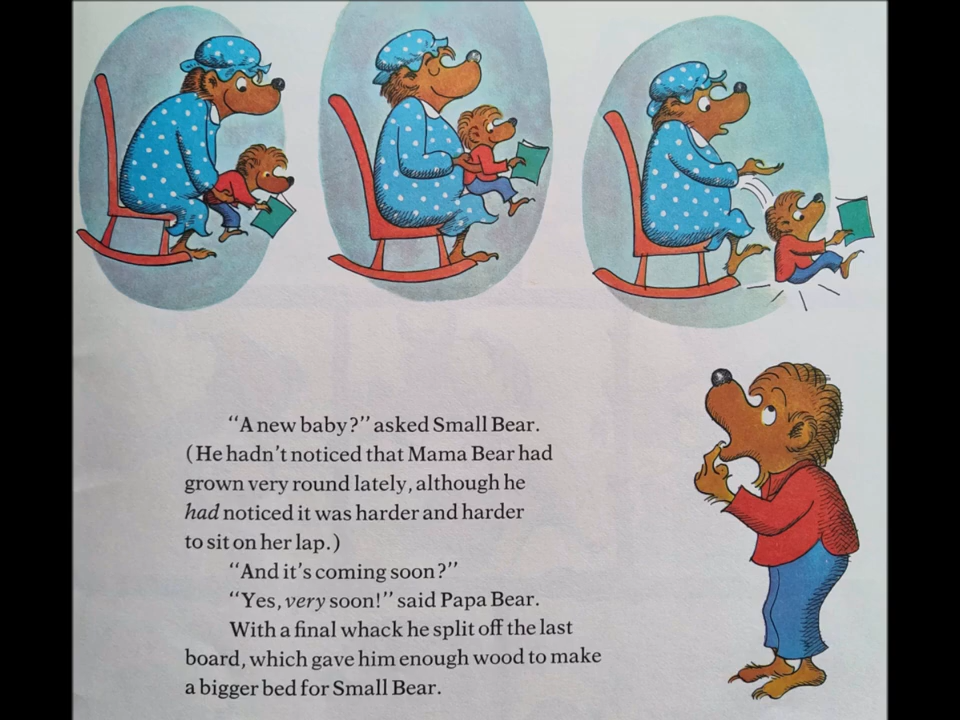 “A new baby?” asked Small Bear.
(He hadn’t noticed that Mama Bear had
grown very round lately, although he
had noticed it was harder and harder
to sit on her lap.)
“And it’s coming soon?”
“Yes, very soon!” said Papa Bear.
With a final whack he split off the last
board, which gave him enough wood to make
a bigger bed for Small Bear.